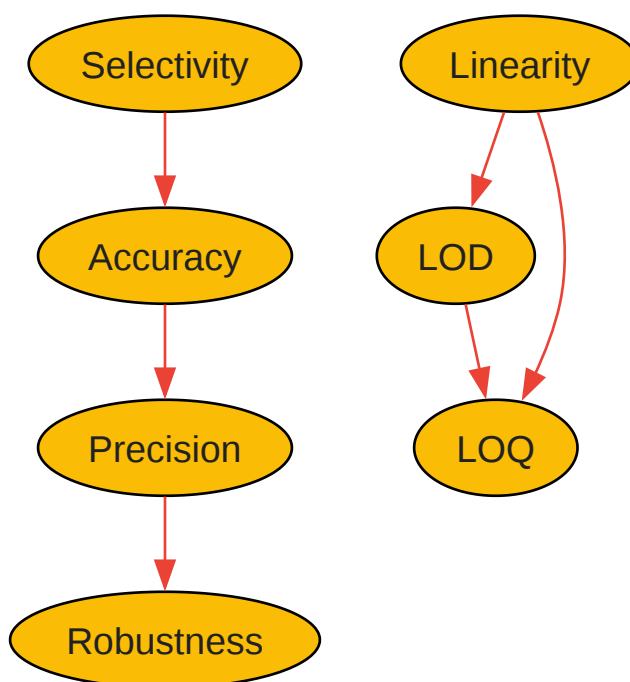 Selectivity
Linearity
Accuracy
LOD
Precision
LOQ
Robustness